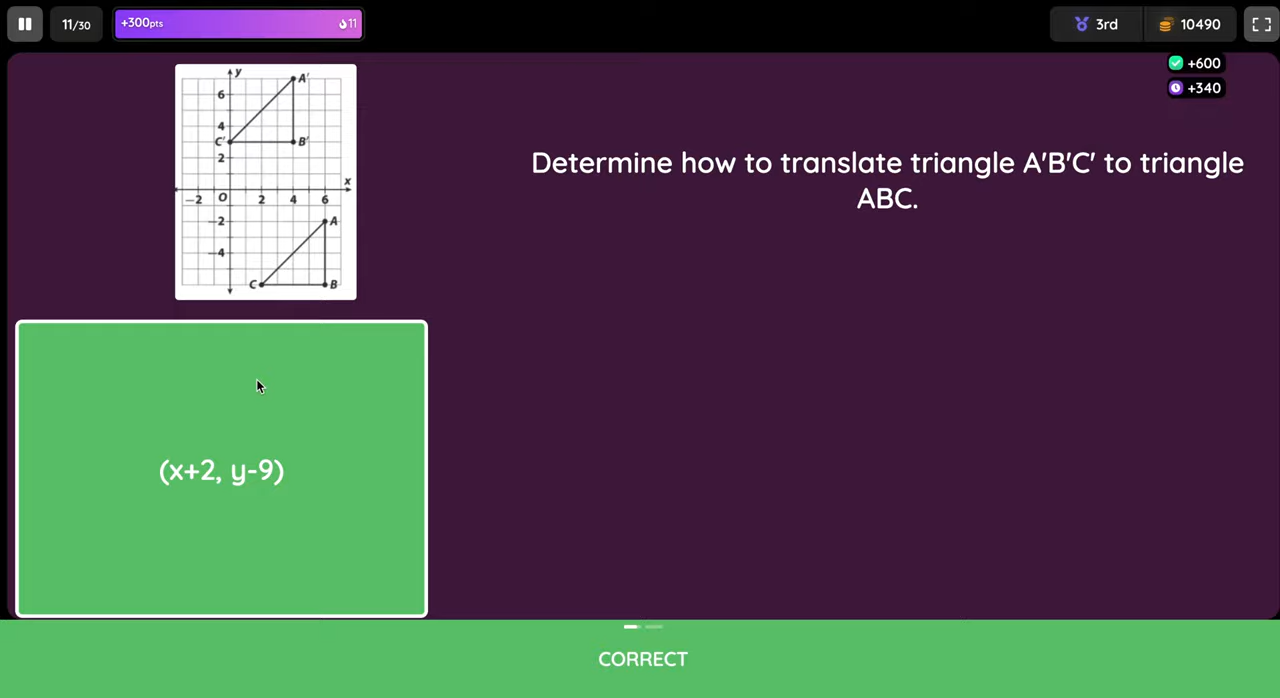 11/30
+300pts
11
3rd
10490
+600
+340
y
6
A'
4
C'
B'
2
x
−2
O
2
4
6
−2
A
−4
C
B
Determine how to translate triangle A'B'C' to triangle
ABC.
(x+2, y-9)
CORRECT